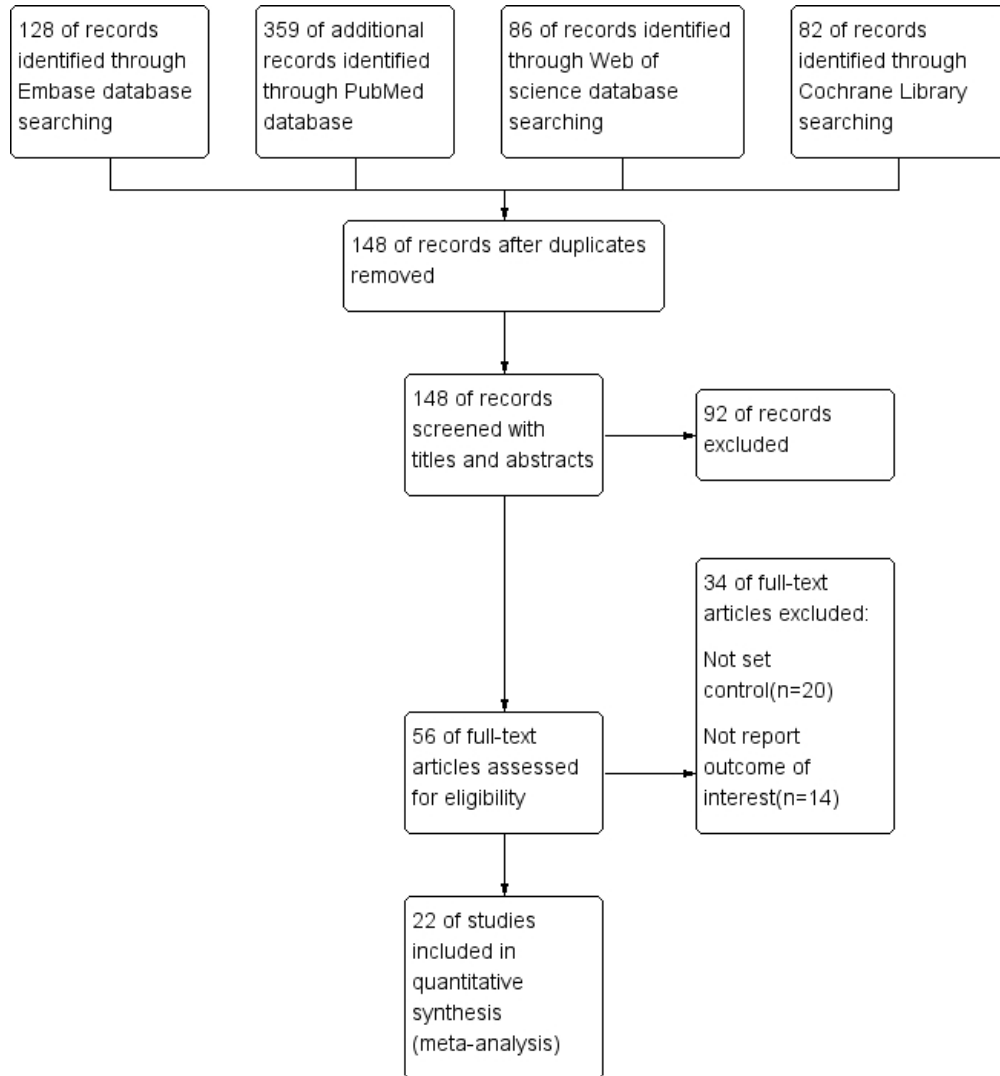 128 of records
identified through
Embase database
searching
359 of additional
records identified
through PubMed
database
86 of records identified
through Web of
science database
searching
82 of records
identified through
Cochrane Library
searching
148 of records after duplicates
removed
148 of records
screened with
titles and abstracts
92 of records
excluded
34 of full-text
articles excluded:
Not set
control(n=20)
Not report
outcome of
interest(n=14)
56 of full-text
articles assessed
for eligibility
22 of studies
included in
quantitative
synthesis
(meta-analysis)